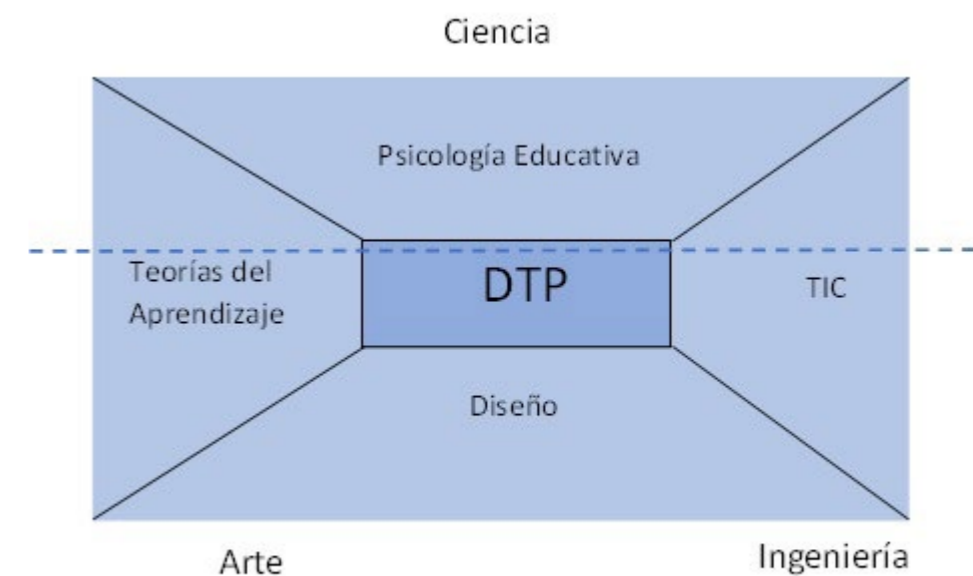 Ciencia
Psicología Educativa
Teorías del
Aprendizaje
DTP
TIC
Diseño
Arte
Ingeniería